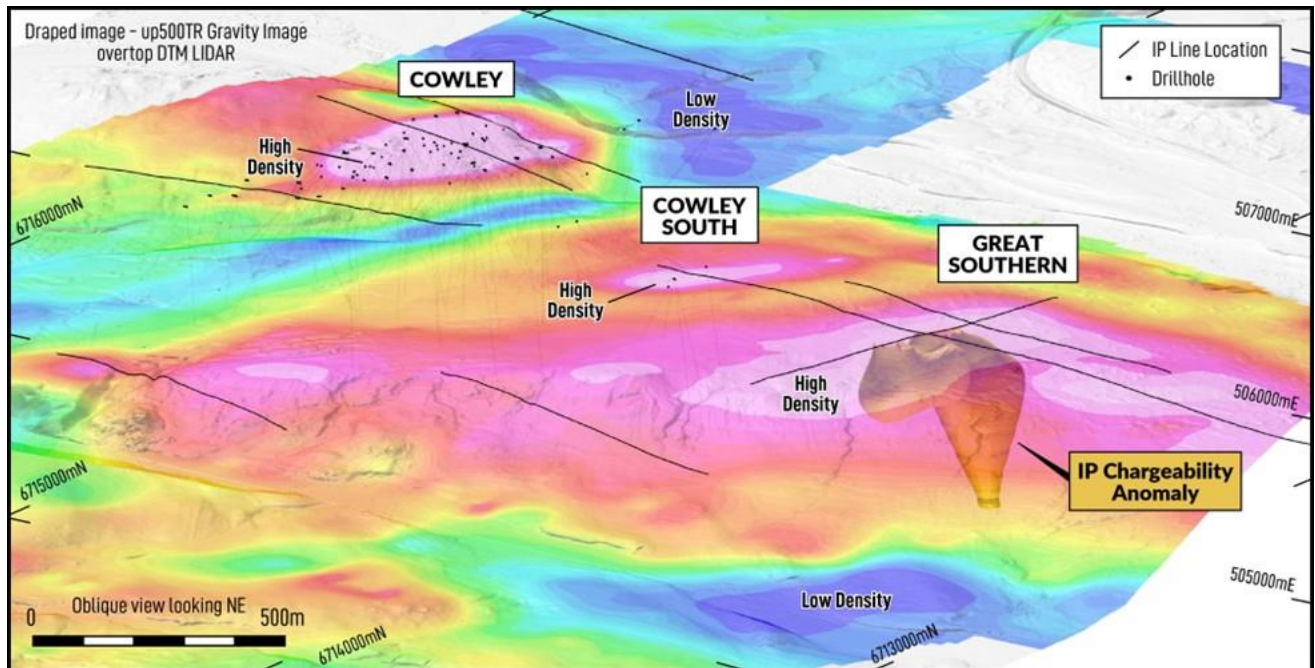 Draped image - up500TR Gravity Image
overtop DTM LIDAR
IP Line Location
Drillhole
COWLEY
Low
Density
High
Density
COWLEY
SOUTH
GREAT
SOUTHERN
6716000mN
507000mE
High
Density
High
Density
506000mE
IP Chargeability
Anomaly
6715000mN
505000mE
Low Density
Oblique view looking NE
0
500m
6714000mN
6713000mN